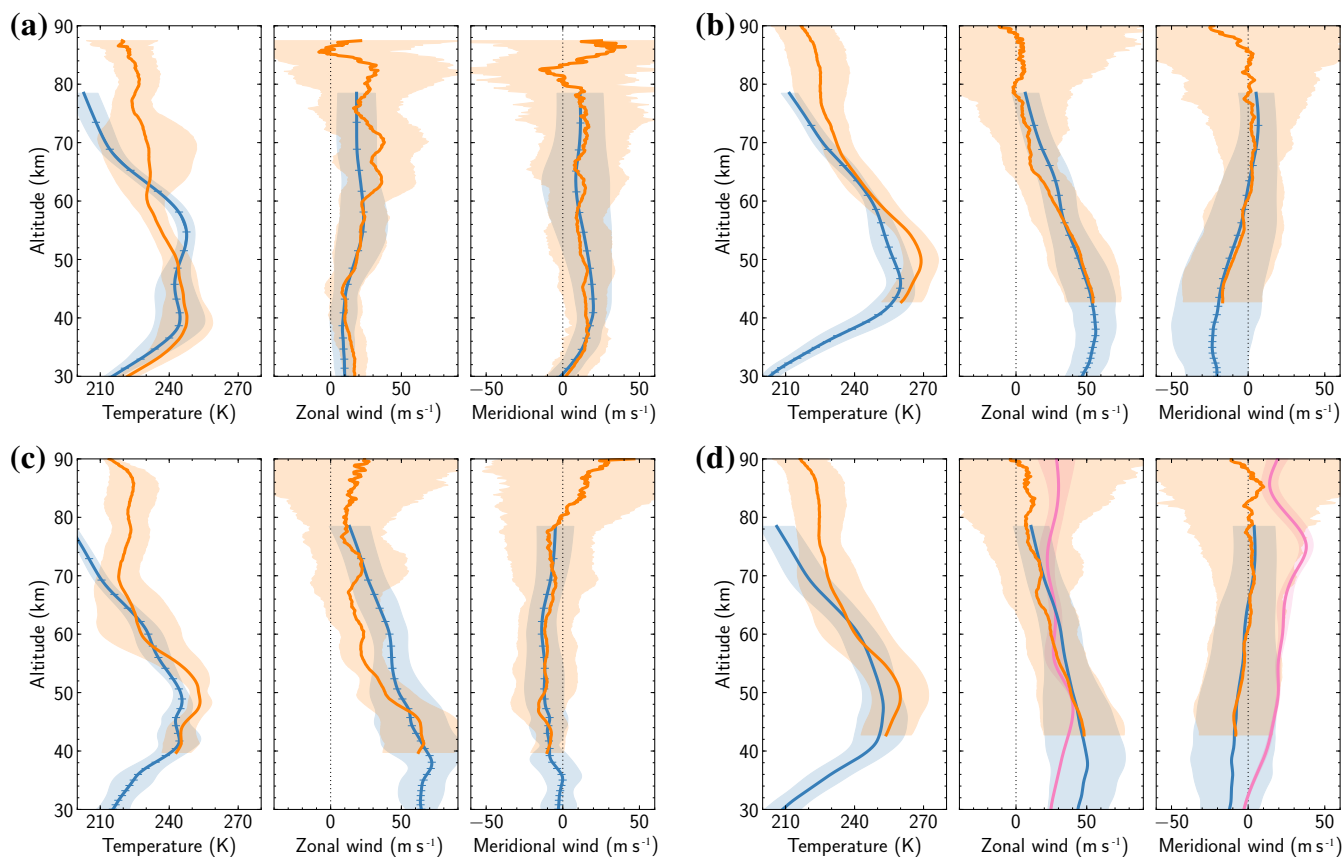 (a)
90
80
70
60
50
40
30
Altitude (km)
210 240 270
Temperature (K)
0 50
Zonal wind (m s⁻¹)
−50 0 50
Meridional wind (m s⁻¹)
(b)
90
80
70
60
50
40
30
Altitude (km)
210 240 270
Temperature (K)
0 50
Zonal wind (m s⁻¹)
−50 0 50
Meridional wind (m s⁻¹)
(c)
90
80
70
60
50
40
30
Altitude (km)
210 240 270
Temperature (K)
0 50
Zonal wind (m s⁻¹)
−50 0 50
Meridional wind (m s⁻¹)
(d)
90
80
70
60
50
40
30
Altitude (km)
210 240 270
Temperature (K)
0 50
Zonal wind (m s⁻¹)
−50 0 50
Meridional wind (m s⁻¹)